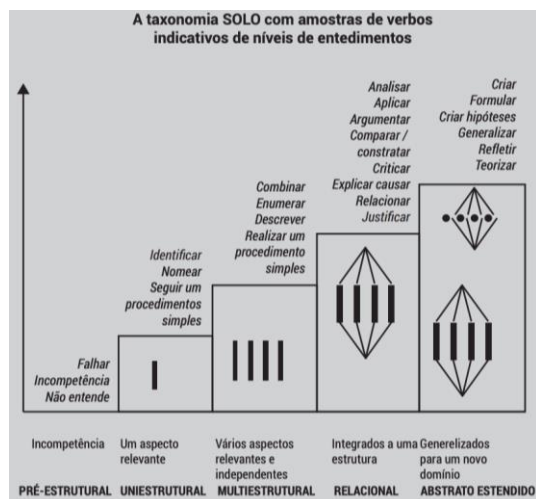 A taxonomia SOLO com amostras de verbos
indicativos de níveis de entedimentos
Falhar
Incompetência
Não entende
Identificar
Nomear
Seguir um
procedimentos
simples
Combinar
Enumerar
Descrever
Realizar um
procedimento
simples
Analisar
Aplicar
Argumentar
Comparar /
constratar
Criticar
Explicar causar
Relacionar
Justificar
Criar
Formular
Criar hipóteses
Generalizar
Refletir
Teorizar
Incompetência
PRÉ-ESTRUTURAL
Um aspecto
relevante
UNIESTRUTURAL
Vários aspectos
relevantes e
independentes
MULTIESTRUTURAL
Integrados a uma
estrutura
RELACIONAL
Generelizados
para um novo
domínio
ABSTRATO ESTENDIDO